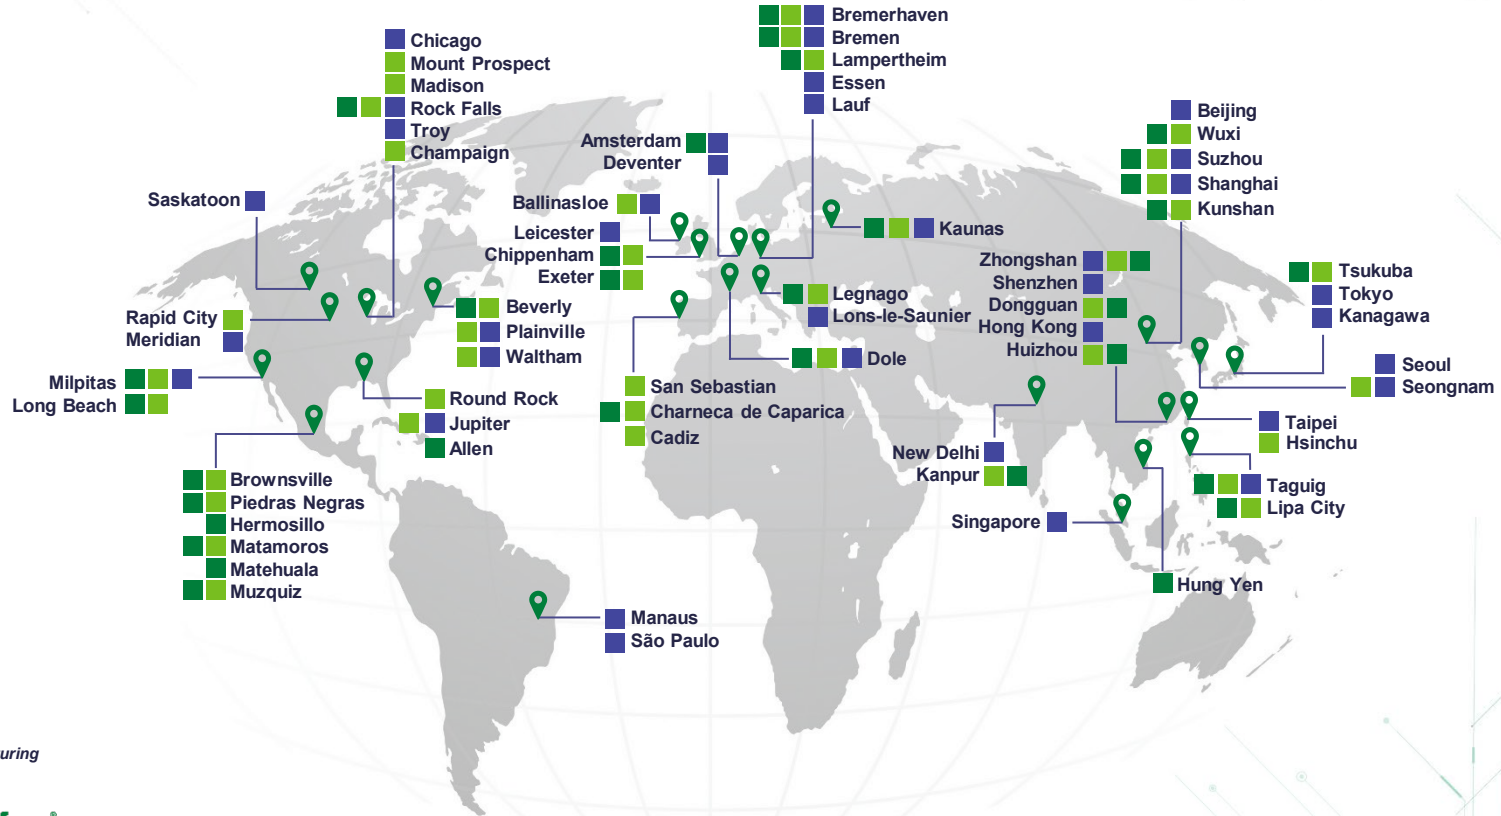 Bremerhaven
Bremen
Lampertheim
Essen
Lauf
Chicago
Mount Prospect
Madison
Rock Falls
Troy
Champaign
Beijing
Wuxi
Suzhou
Shanghai
Kunshan
Amsterdam
Deventer
Saskatoon
Ballinasloe
Leicester
Chippenham
Exeter
Kaunas
Zhongshan
Shenzhen
Dongguan
Hong Kong
Huizhou
Tsukuba
Tokyo
Kanagawa
Rapid City
Meridian
Beverly
Plainville
Waltham
Legnago
Lons-le-Saunier
Dole
Seoul
Seongnam
Milpitas
Long Beach
Round Rock
Jupiter
Allen
San Sebastian
Charneca de Caparica
Cadiz
Taipei
Hsinchu
New Delhi
Kanpur
Brownsville
Piedras Negras
Hermosillo
Matamoros
Matehuala
Muzquiz
Taguig
Lipa City
Singapore
Hung Yen
Manaus
São Paulo
uring